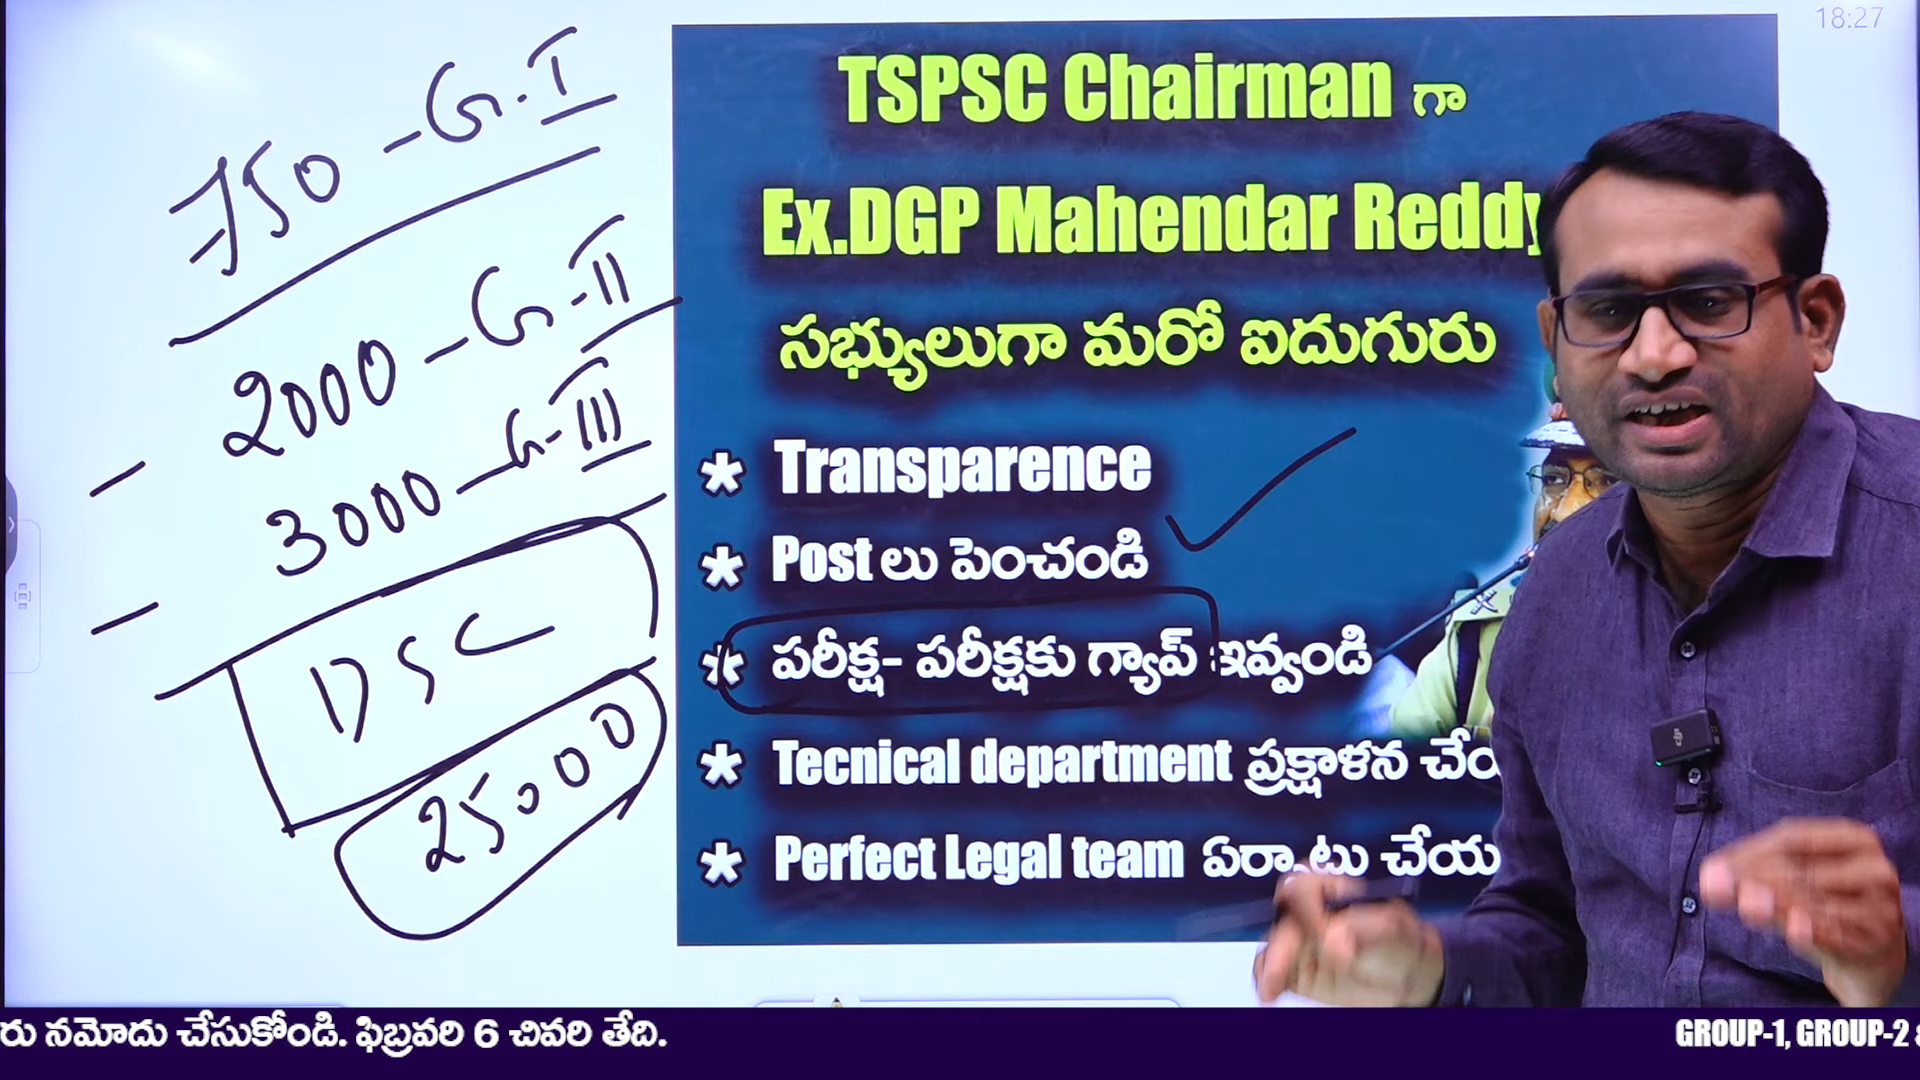 18:27
750 - G.I
2000 - G-II
3000 - G-III
DSC
25000
TSPSC Chairman గా
Ex.DGP Mahendar Reddy
సభ్యులుగా మరో ఐదుగురు
* Transparence
* Post లు పెంచండి
* పరీక్ష- పరీక్షకు గ్యాప్ ఇవ్వండి
* Tecnical department ప్రక్షాళన
* Perfect Legal team ఏర్పాటు
రు నమోదు చేసుకోండి. ఫిబ్రవరి 6 చివరి తేది.
GROUP-1, GROUP-2